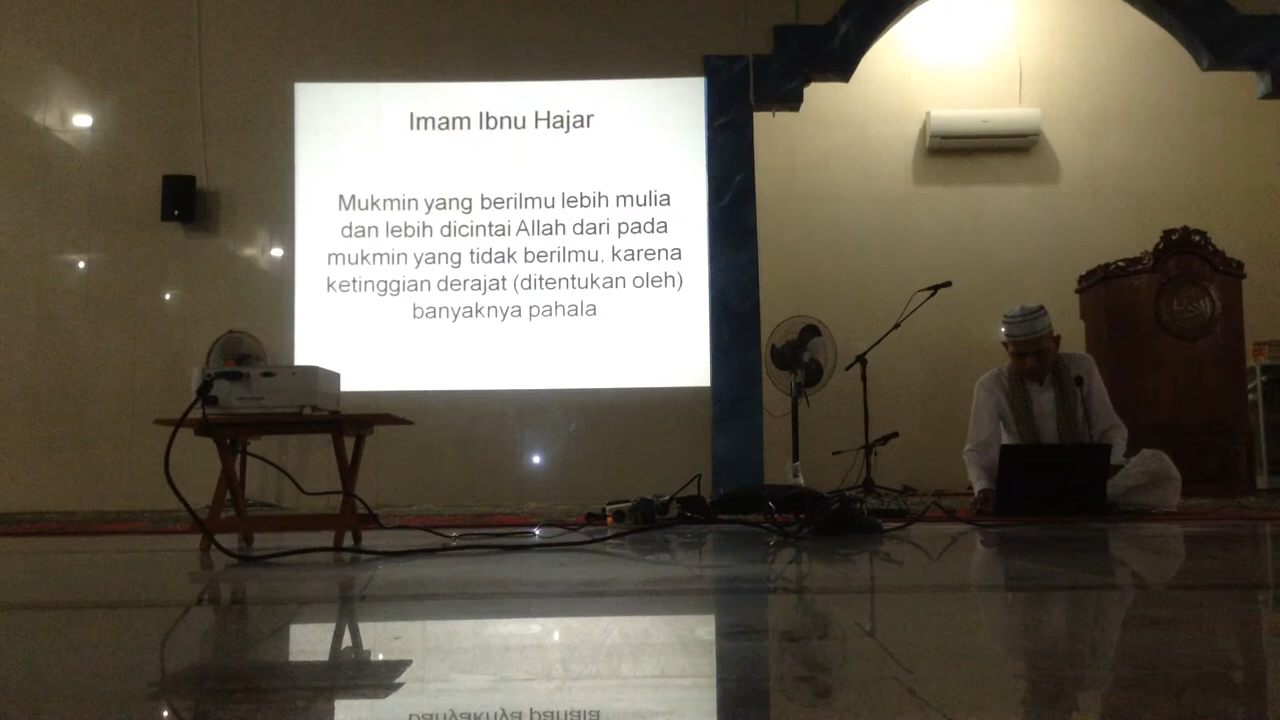 Imam Ibnu Hajar
Mukmin yang berilmu lebih mulia
dan lebih dicintai Allah dari pada
mukmin yang tidak berilmu, karena
ketinggian derajat (ditentukan oleh)
banyaknya pahala